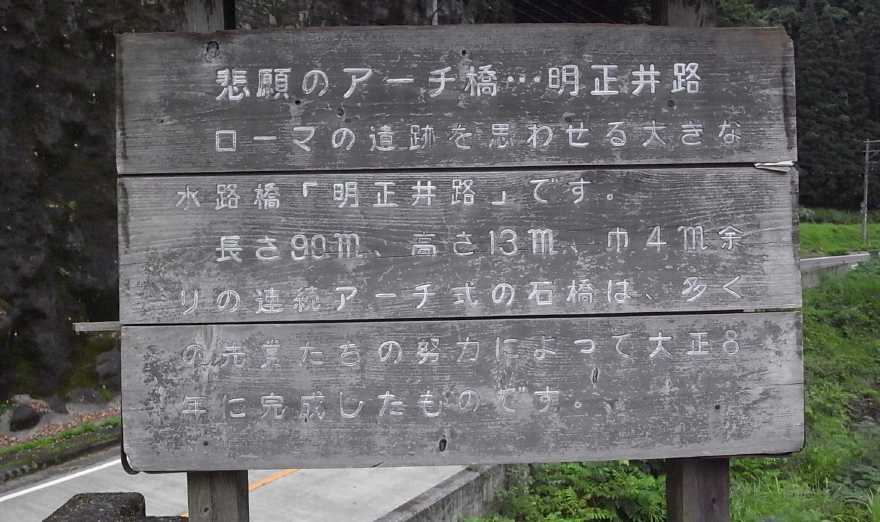 悲願のアーチ橋…明正井路
ローマの遺跡を思わせる大きな
水路橋「明正井路」です。
長さ90m、高さ13m、巾4m余
りの連続アーチ式の石橋は、多く
の先輩たちの努力によって大正8
年に完成したものです。